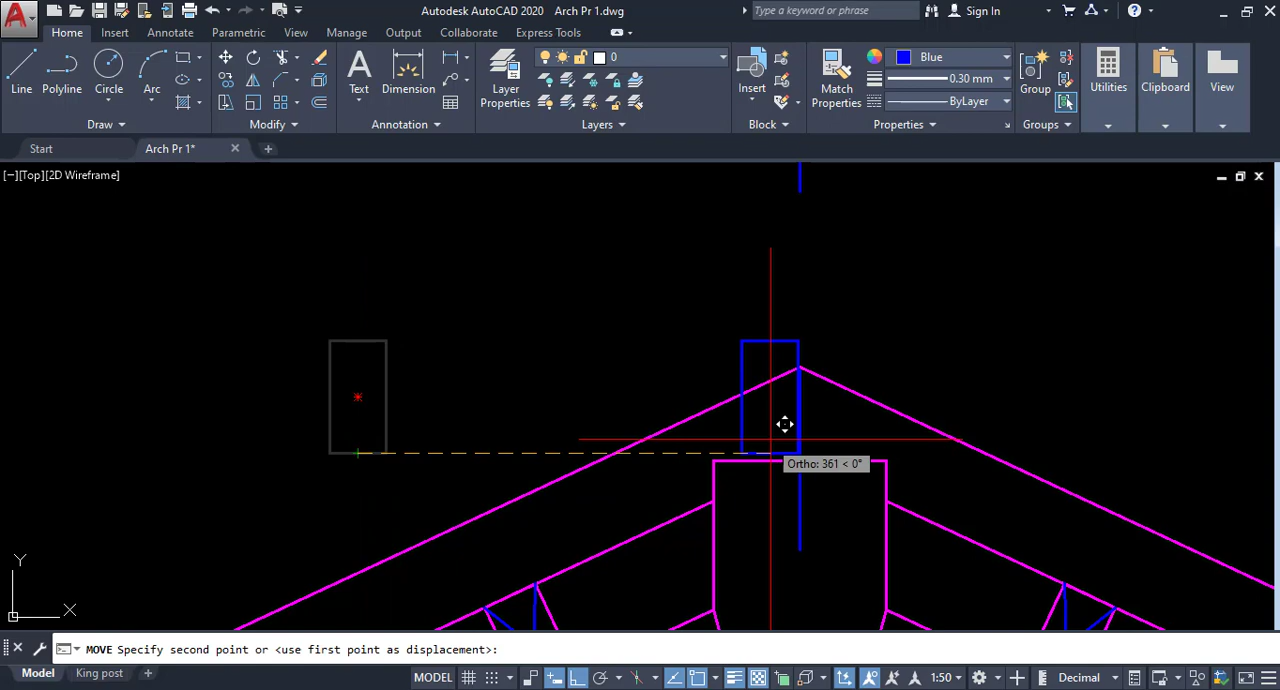 Autodesk AutoCAD 2020 Arch Pr 1.dwg
Type a keyword or phrase
Sign In
Home Insert Annotate Parametric View Manage Output Collaborate Express Tools
Line Polyline Circle Arc
Text Dimension
Layer Properties
0
Insert
Match Properties
Blue
0.30 mm
ByLayer
Group
Utilities Clipboard View
Draw Modify Annotation Layers Block Properties Groups
Start Arch Pr 1*
[−][Top][2D Wireframe]
Ortho: 361 < 0°
Y
X
MOVE Specify second point or <use first point as displacement>:
Model King post
MODEL 1:50 Decimal